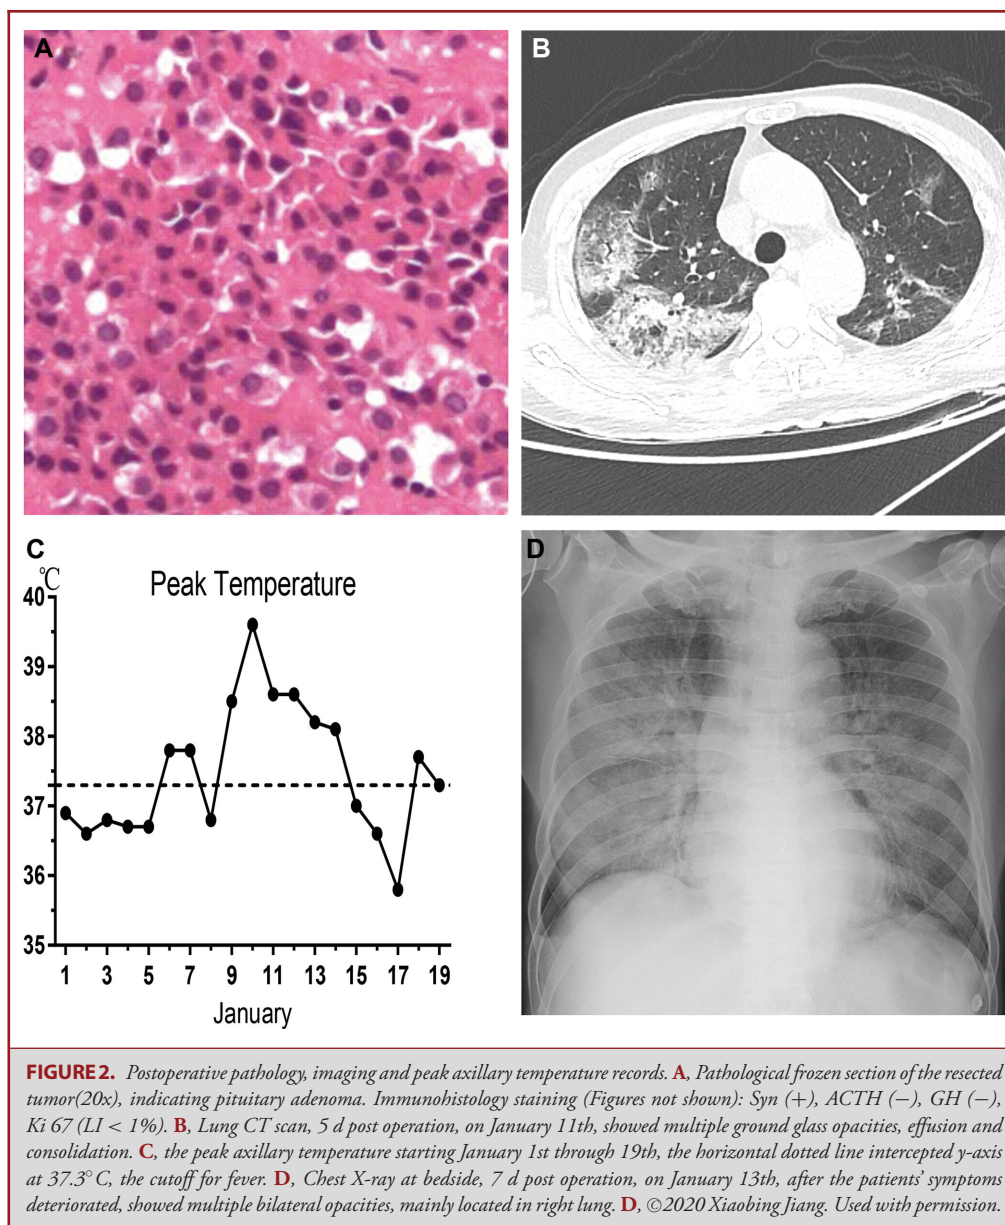 A
B
C
°C
Peak Temperature
40
39
38
37
36
35
1 3 5 7 9 11 13 15 17 19
January
D
FIGURE 2. Postoperative pathology, imaging and peak axillary temperature records. A, Pathological frozen section of the resected
tumor(20x), indicating pituitary adenoma. Immunohistology staining (Figures not shown): Syn (+), ACTH (−), GH (−),
Ki 67 (LI < 1%). B, Lung CT scan, 5 d post operation, on January 11th, showed multiple ground glass opacities, effusion and
consolidation. C, the peak axillary temperature starting January 1st through 19th, the horizontal dotted line intercepted y-axis
at 37.3° C, the cutoff for fever. D, Chest X-ray at bedside, 7 d post operation, on January 13th, after the patients' symptoms
deteriorated, showed multiple bilateral opacities, mainly located in right lung. D, ©2020 Xiaobing Jiang. Used with permission.